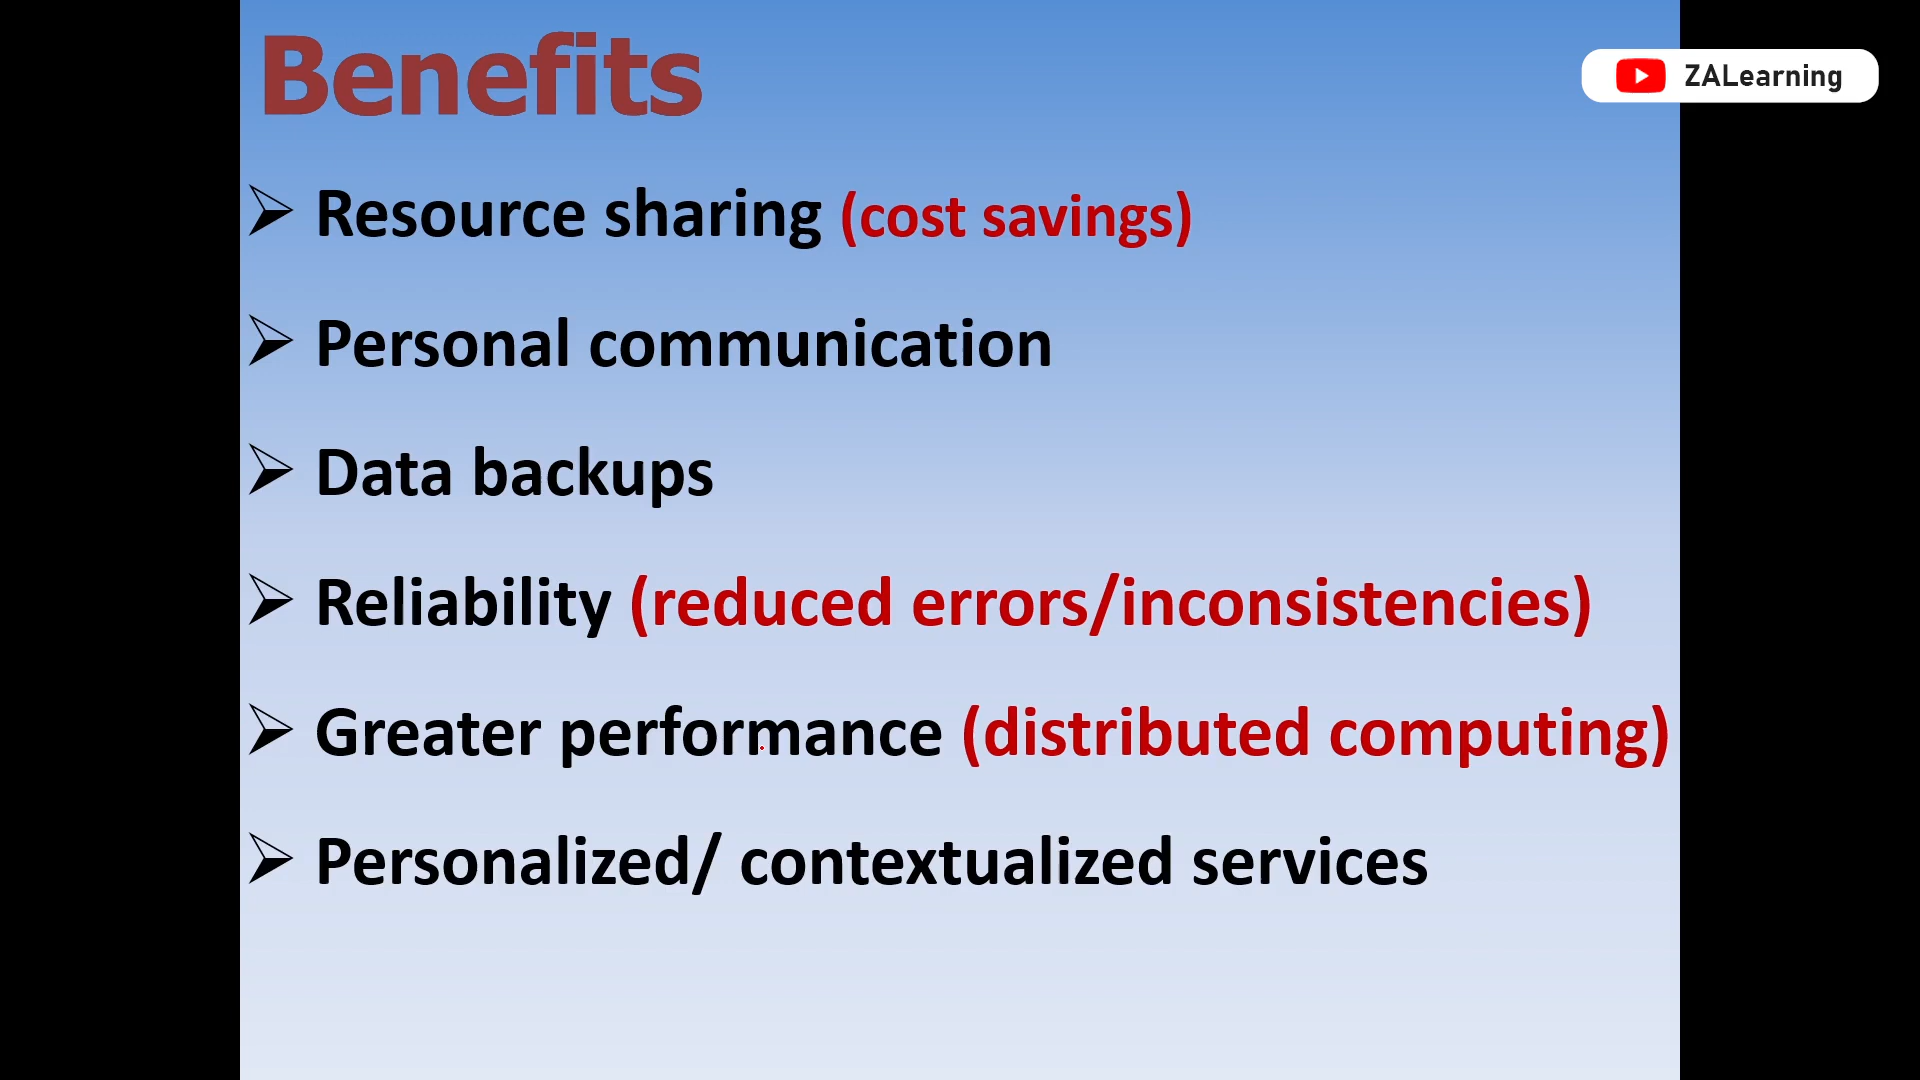 Benefits
ZALearning
Resource sharing (cost savings)
Personal communication
Data backups
Reliability (reduced errors/inconsistencies)
Greater performance (distributed computing)
Personalized/ contextualized services